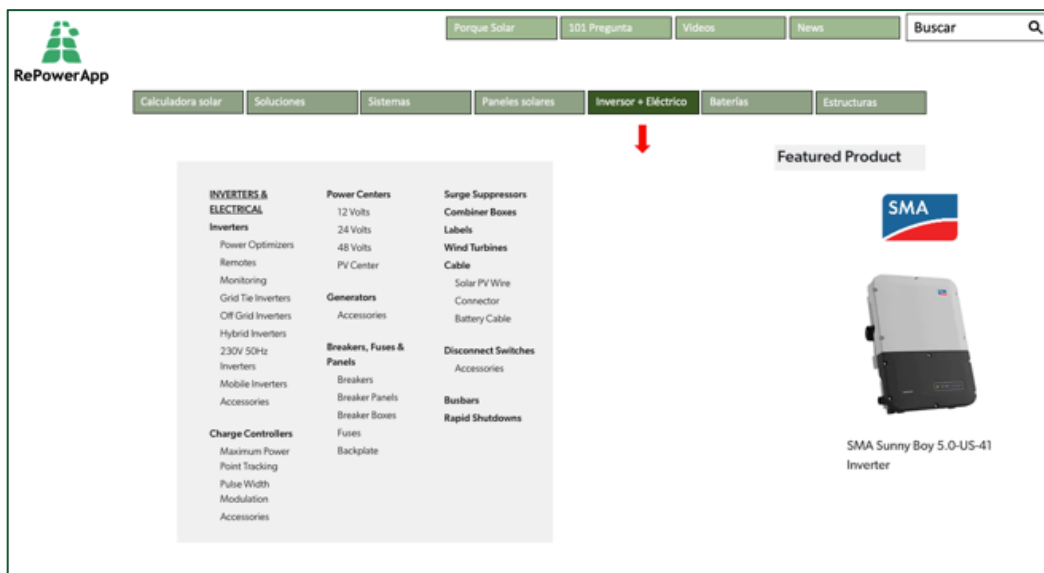 Porque Solar
101 Pregunta
Videos
News
Buscar
RePowerApp
Calculadora solar
Soluciones
Sistemas
Paneles solares
Inversor + Eléctrico
Baterías
Estructuras
INVERTERS &
ELECTRICAL
Inverters
Power Optimizers
Remotes
Monitoring
Grid Tie Inverters
Off Grid Inverters
Hybrid Inverters
230V 50Hz
Inverters
Mobile Inverters
Accessories
Charge Controllers
Maximum Power
Point Tracking
Pulse Width
Modulation
Accessories
Power Centers
12 Volts
24 Volts
48 Volts
PV Center
Generators
Accessories
Breakers, Fuses &
Panels
Breakers
Breaker Panels
Breaker Boxes
Fuses
Backplate
Surge Suppressors
Combiner Boxes
Labels
Wind Turbines
Cable
Solar PV Wire
Connector
Battery Cable
Disconnect Switches
Accessories
Busbars
Rapid Shutdowns
Featured Product
SMA
SMA Sunny Boy 5.0-US-41
Inverter